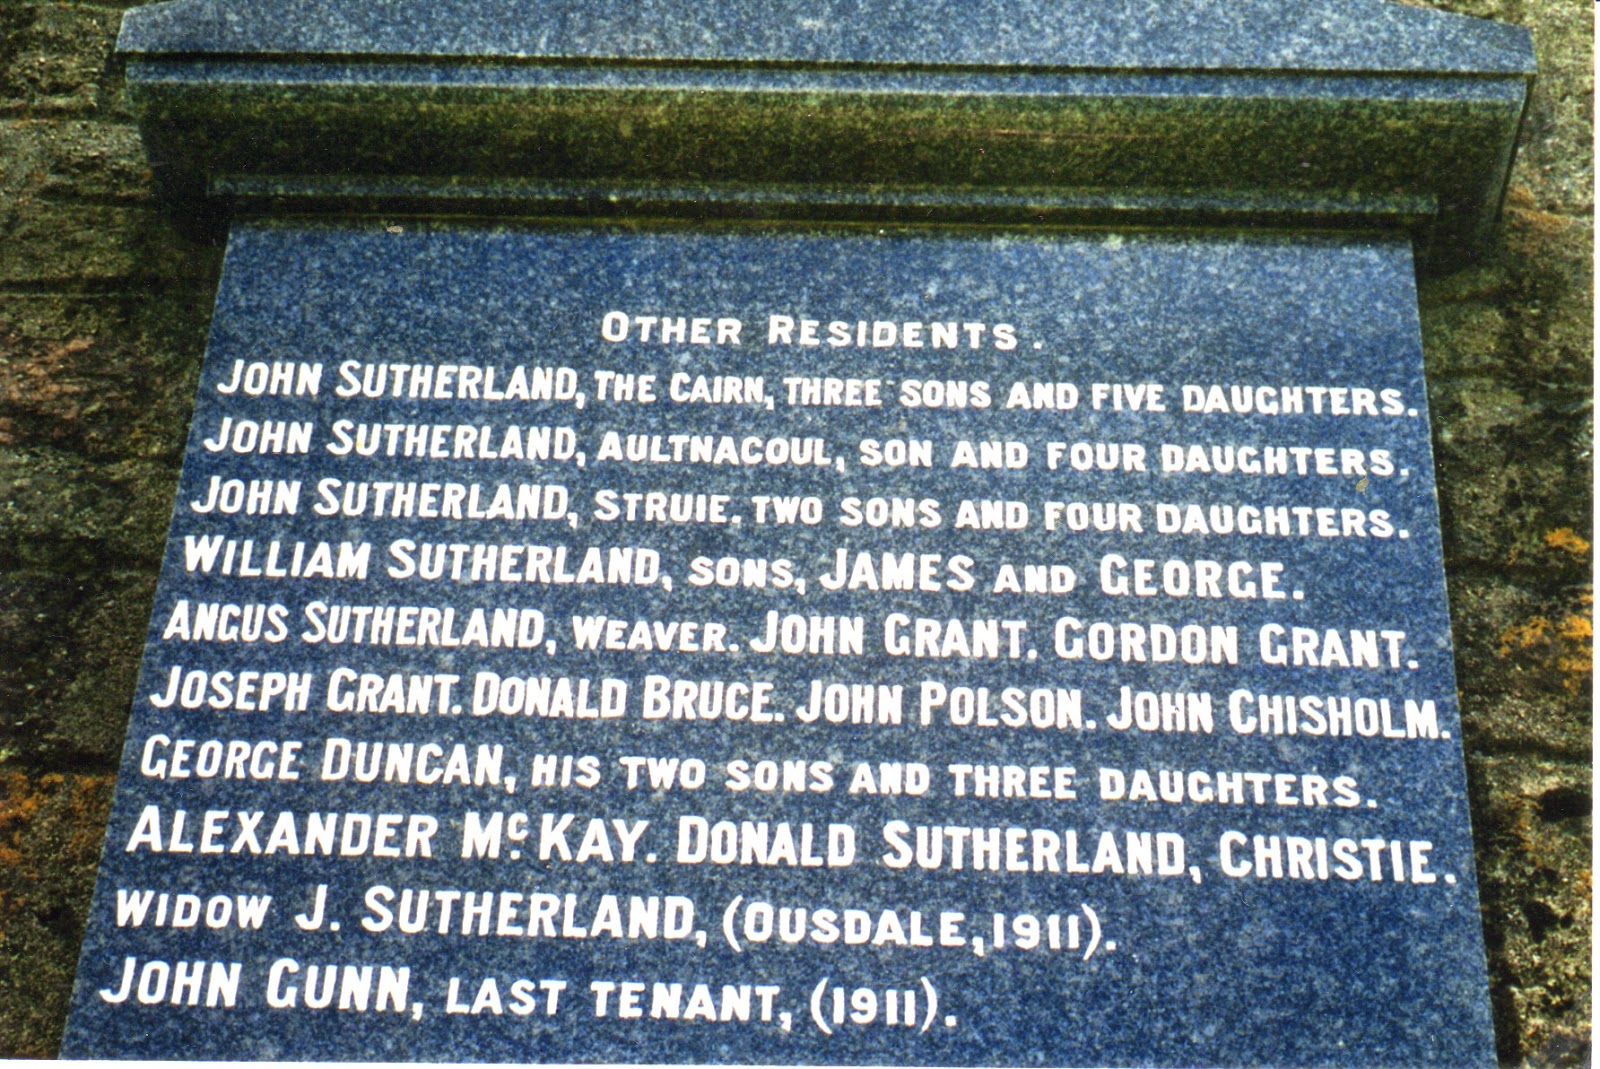 OTHER RESIDENTS.
JOHN SUTHERLAND, THE CAIRN, THREE SONS AND FIVE DAUGHTERS.
JOHN SUTHERLAND, AULTNACOUL, SON AND FOUR DAUGHTERS.
JOHN SUTHERLAND, STRUIE. TWO SONS AND FOUR DAUGHTERS.
WILLIAM SUTHERLAND, SONS, JAMES AND GEORGE.
ANGUS SUTHERLAND, WEAVER. JOHN GRANT. GORDON GRANT.
JOSEPH GRANT. DONALD BRUCE. JOHN POLSON. JOHN CHISHOLM.
GEORGE DUNCAN, HIS TWO SONS AND THREE DAUGHTERS.
ALEXANDER McKAY. DONALD SUTHERLAND, CHRISTIE.
WIDOW J. SUTHERLAND, (OUSDALE, 1911).
JOHN GUNN, LAST TENANT, (1911).